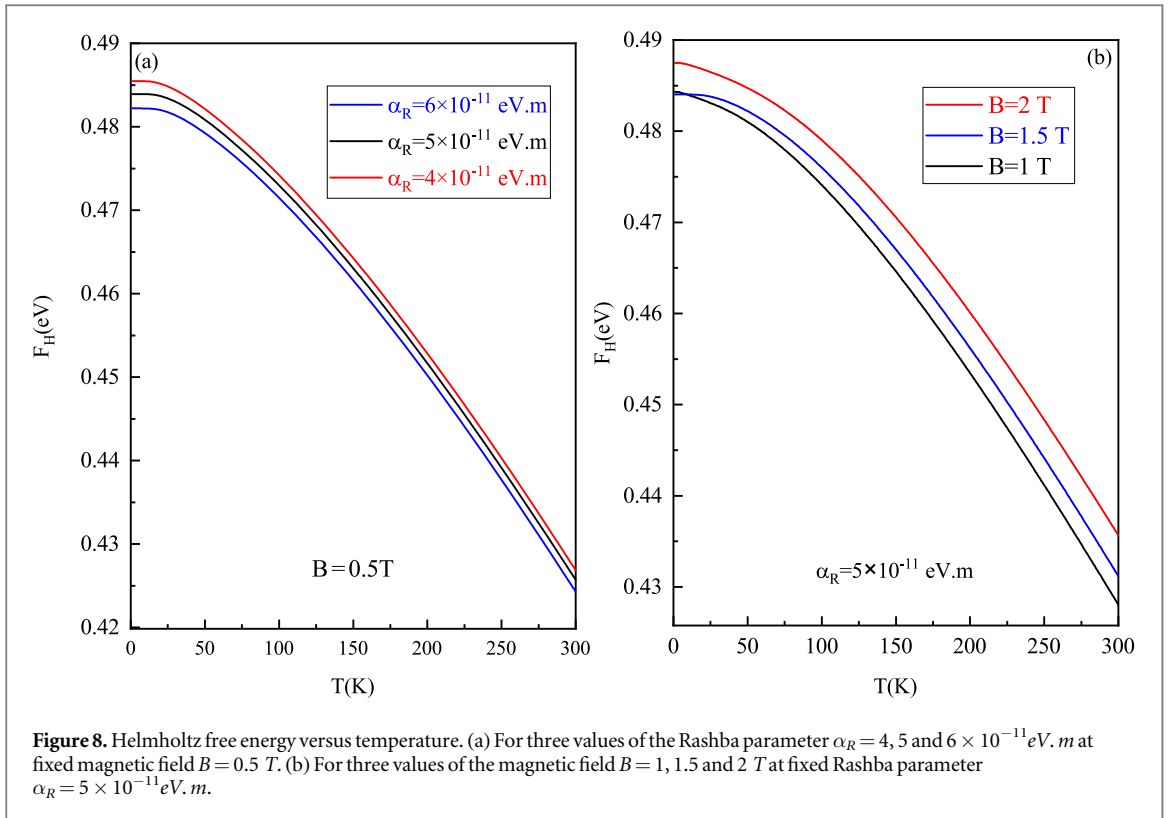 (a)
α_R=6×10⁻¹¹ eV.m
α_R=5×10⁻¹¹ eV.m
α_R=4×10⁻¹¹ eV.m
B=0.5T
0.49
0.48
0.47
0.46
0.45
0.44
0.43
0.42
F_H(eV)
0 50 100 150 200 250 300
T(K)
(b)
B=2 T
B=1.5 T
B=1 T
α_R=5×10⁻¹¹ eV.m
0.49
0.48
0.47
0.46
0.45
0.44
0.43
F_H(eV)
0 50 100 150 200 250 300
T(K)
Figure 8. Helmholtz free energy versus temperature. (a) For three values of the Rashba parameter α_R = 4, 5 and 6 × 10⁻¹¹eV. m at
fixed magnetic field B = 0.5 T. (b) For three values of the magnetic field B = 1, 1.5 and 2 T at fixed Rashba parameter
α_R = 5 × 10⁻¹¹eV. m.